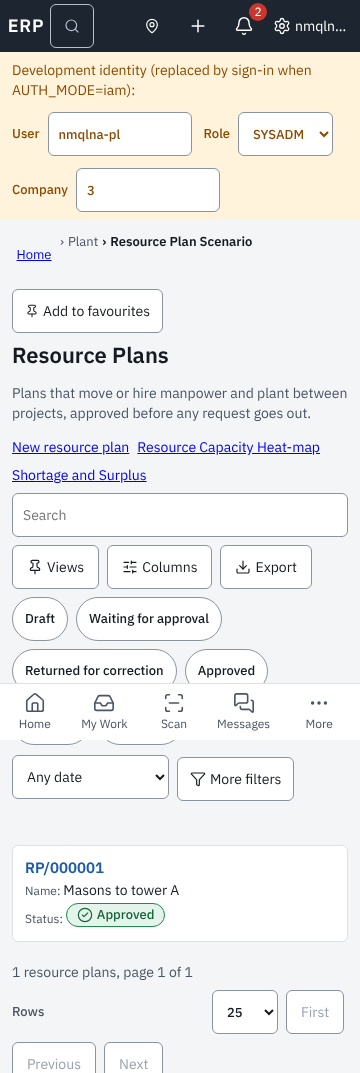 ERP
2
nmqln...
Development identity (replaced by sign-in when
AUTH_MODE=iam):
User nmqlna-pl Role SYSADM
Company 3
Home › Plant › Resource Plan Scenario
Add to favourites
Resource Plans
Plans that move or hire manpower and plant between
projects, approved before any request goes out.
New resource plan Resource Capacity Heat-map
Shortage and Surplus
Search
Views Columns Export
Draft Waiting for approval
Returned for correction Approved
Home My Work Scan Messages More
Any date More filters
RP/000001
Name: Masons to tower A
Status: Approved
1 resource plans, page 1 of 1
Rows 25 First
Previous Next